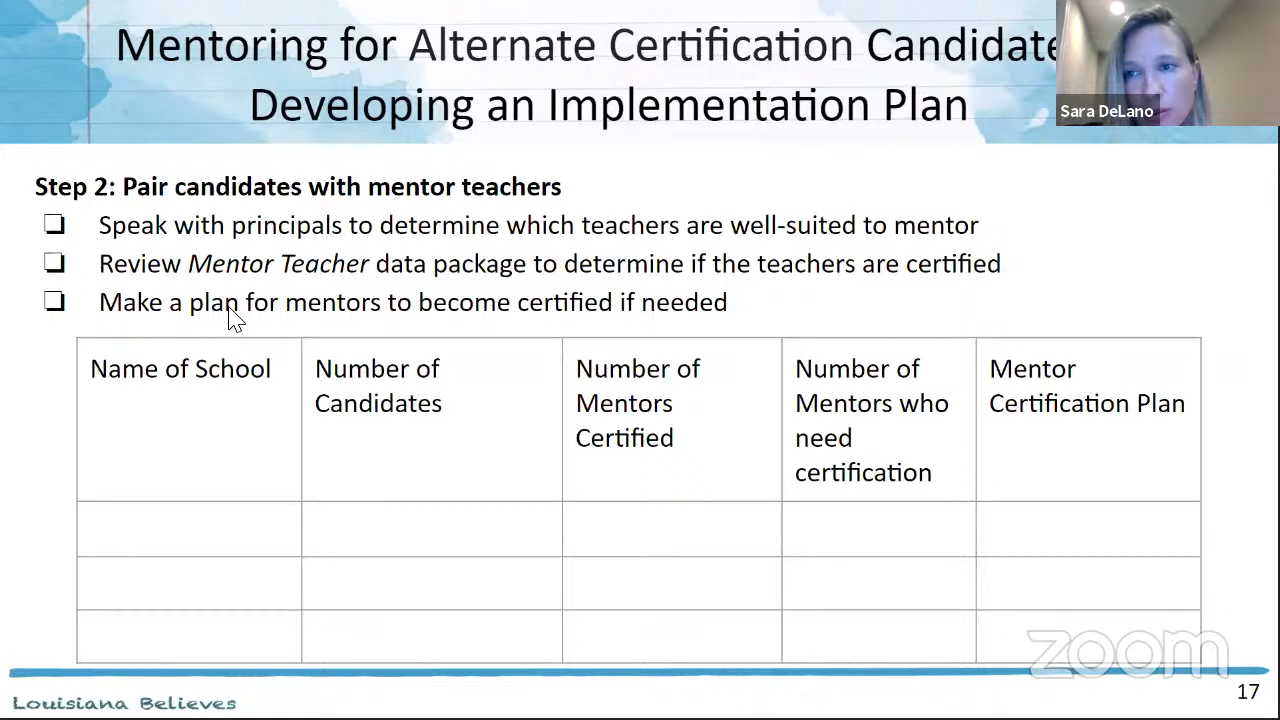 Mentoring for Alternate Certification Candidate
Developing an Implementation Plan
Sara DeLano
Step 2: Pair candidates with mentor teachers
❏ Speak with principals to determine which teachers are well-suited to mentor
❏ Review Mentor Teacher data package to determine if the teachers are certified
❏ Make a plan for mentors to become certified if needed
Name of School
Number of
Candidates
Number of
Mentors
Certified
Number of
Mentors who
need
certification
Mentor
Certification Plan
zoom
Louisiana Believes
17